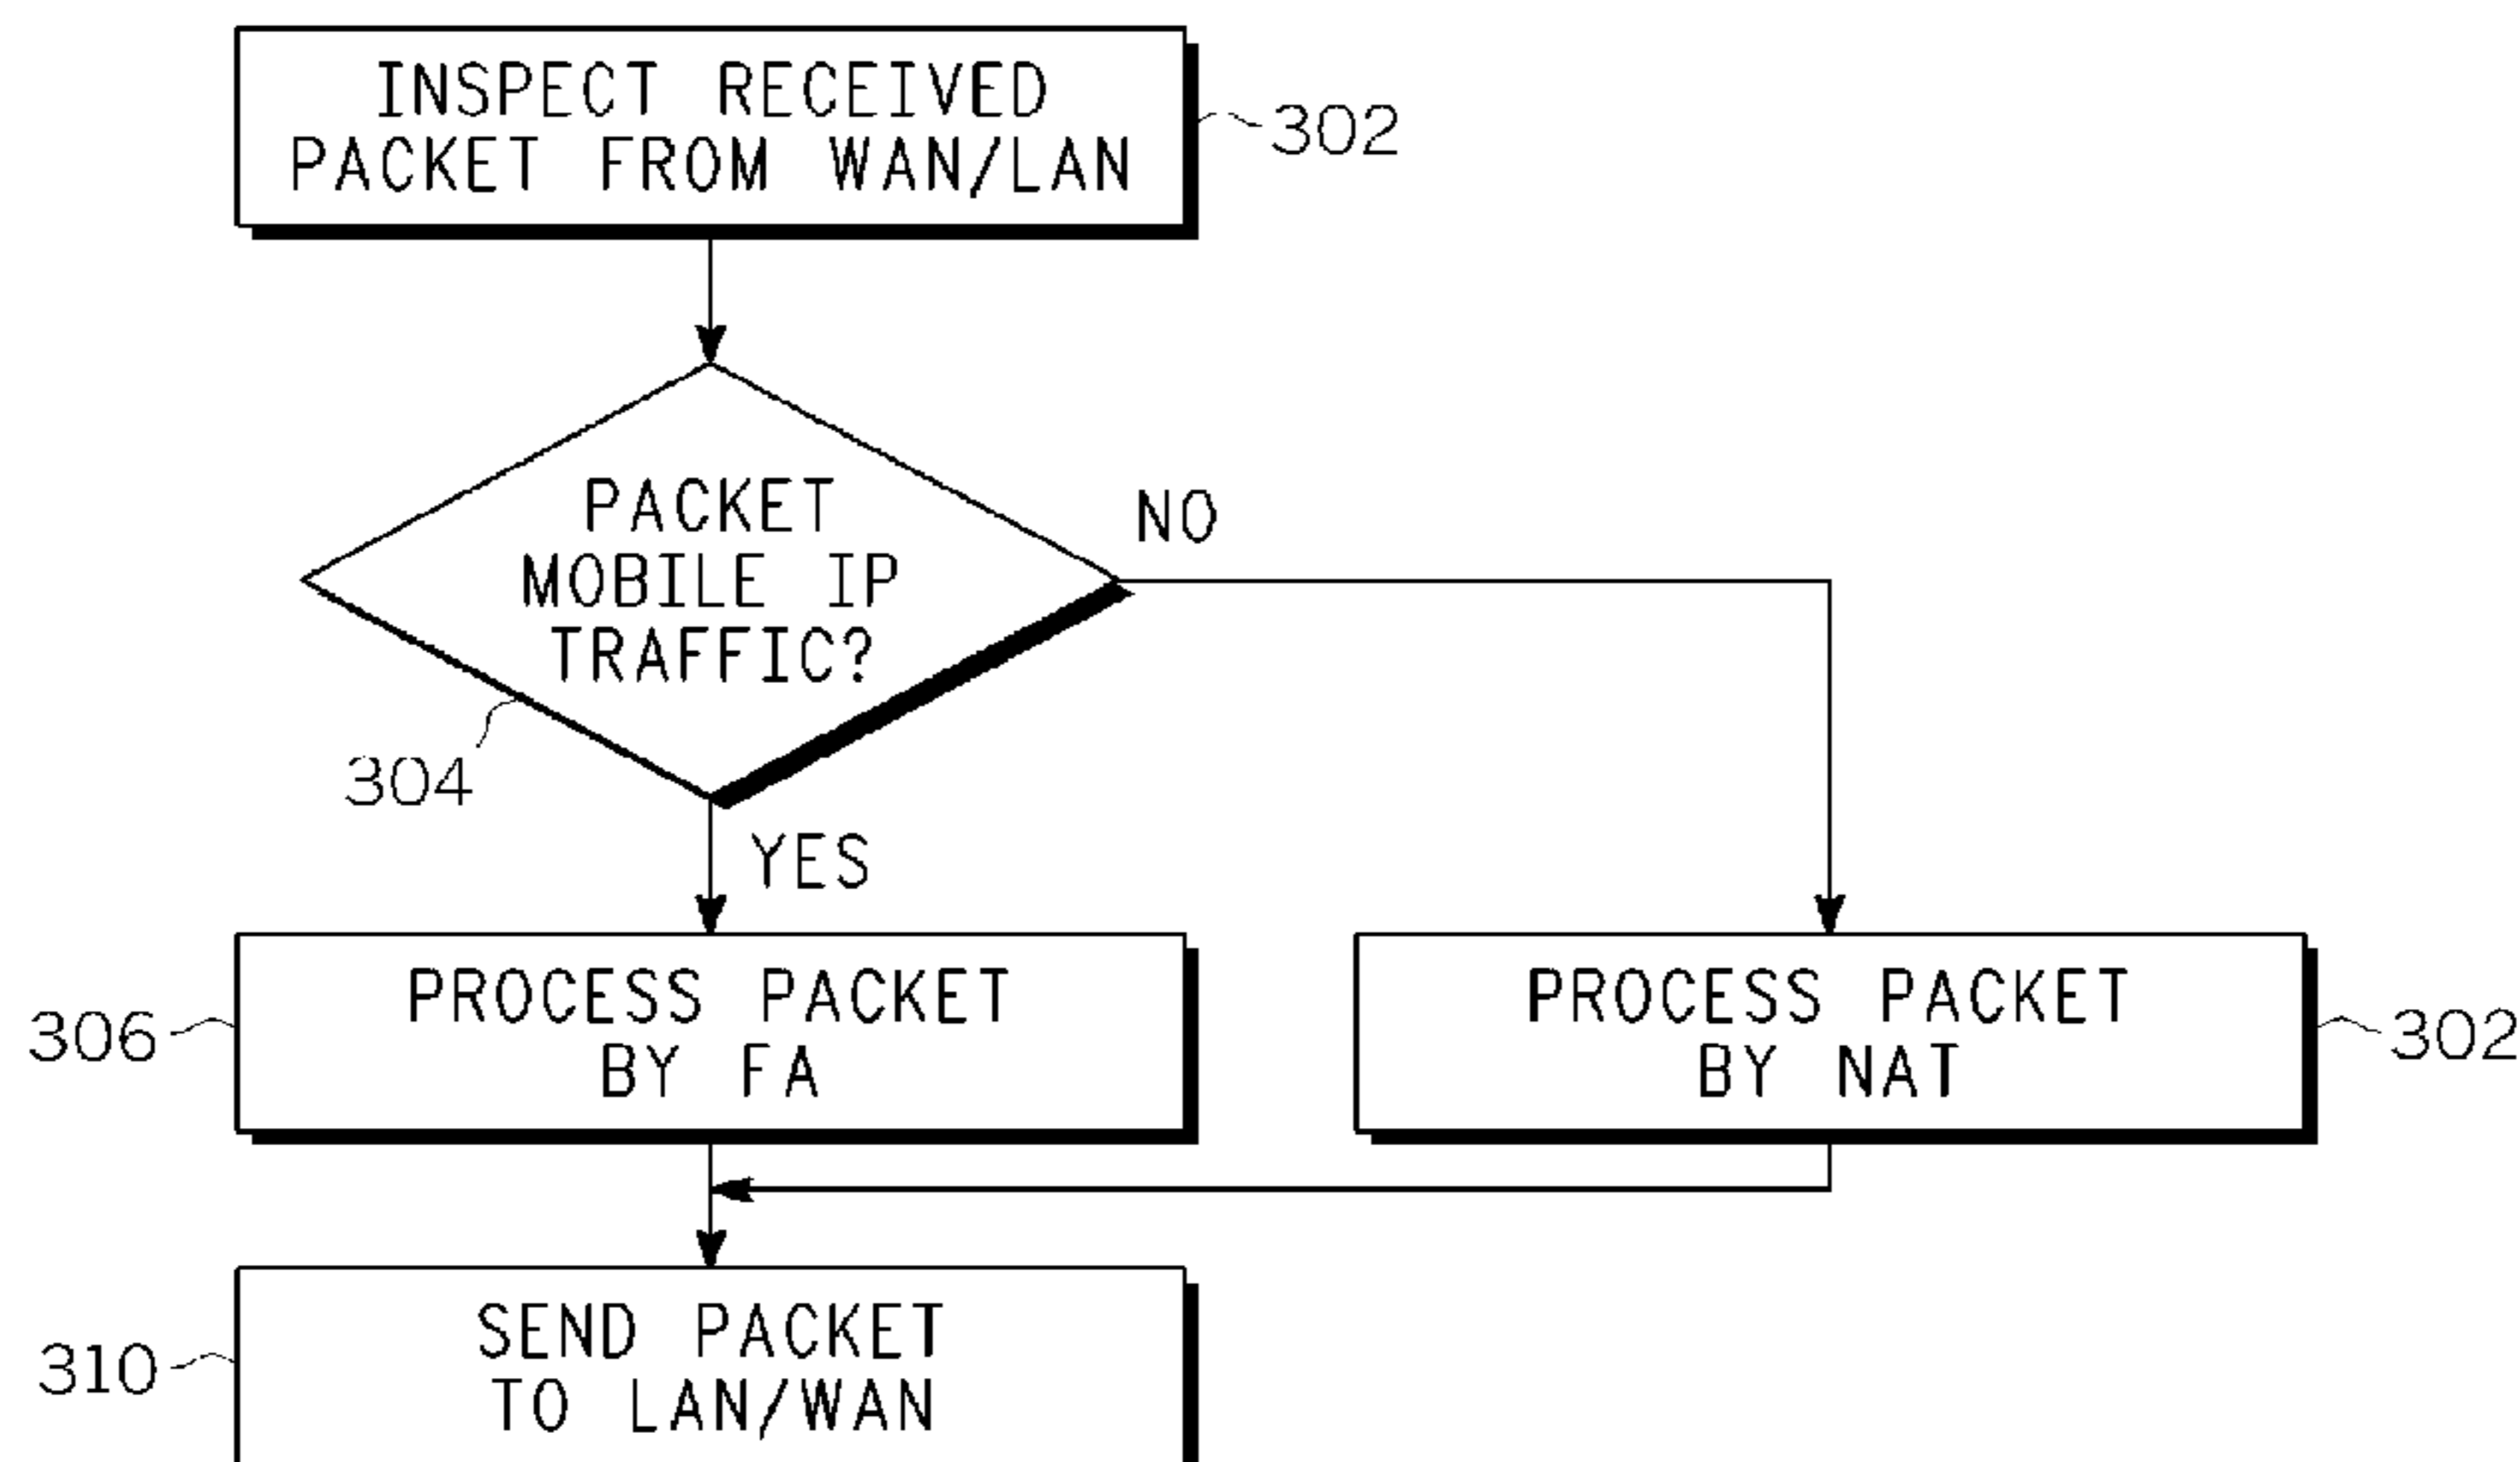 INSPECT RECEIVED
PACKET FROM WAN/LAN
302
PACKET
MOBILE IP
TRAFFIC?
NO
304
YES
PROCESS PACKET
BY FA
306
PROCESS PACKET
BY NAT
302
SEND PACKET
TO LAN/WAN
310